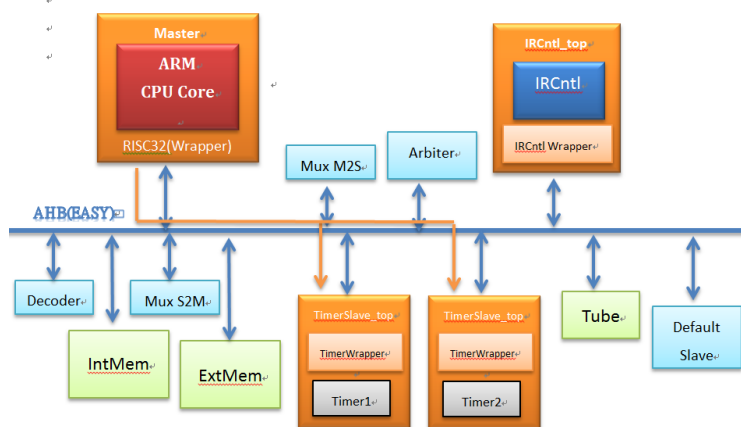 Master
ARM
CPU Core
RISC32(Wrapper)
IRCntl_top
IRCntl
IRCntl Wrapper
Mux M2S
Arbiter
AHB(EASY)
Decoder
Mux S2M
IntMem
ExtMem
TimerSlave_top
TimerWrapper
Timer1
TimerSlave_top
TimerWrapper
Timer2
Tube
Default
Slave